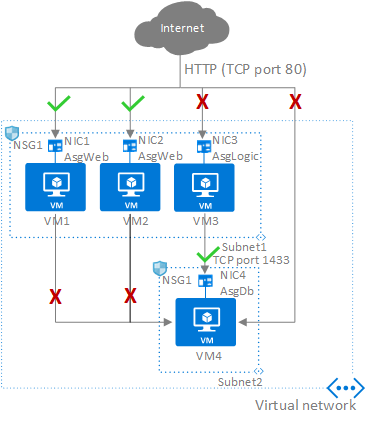 Internet
HTTP (TCP port 80)
NSG1
NIC1
AsgWeb
NIC2
AsgWeb
NIC3
AsgLogic
VM
VM
VM
VM1
VM2
VM3
Subnet1
TCP port 1433
NSG1
NIC4
AsgDb
VM
VM4
Subnet2
Virtual network